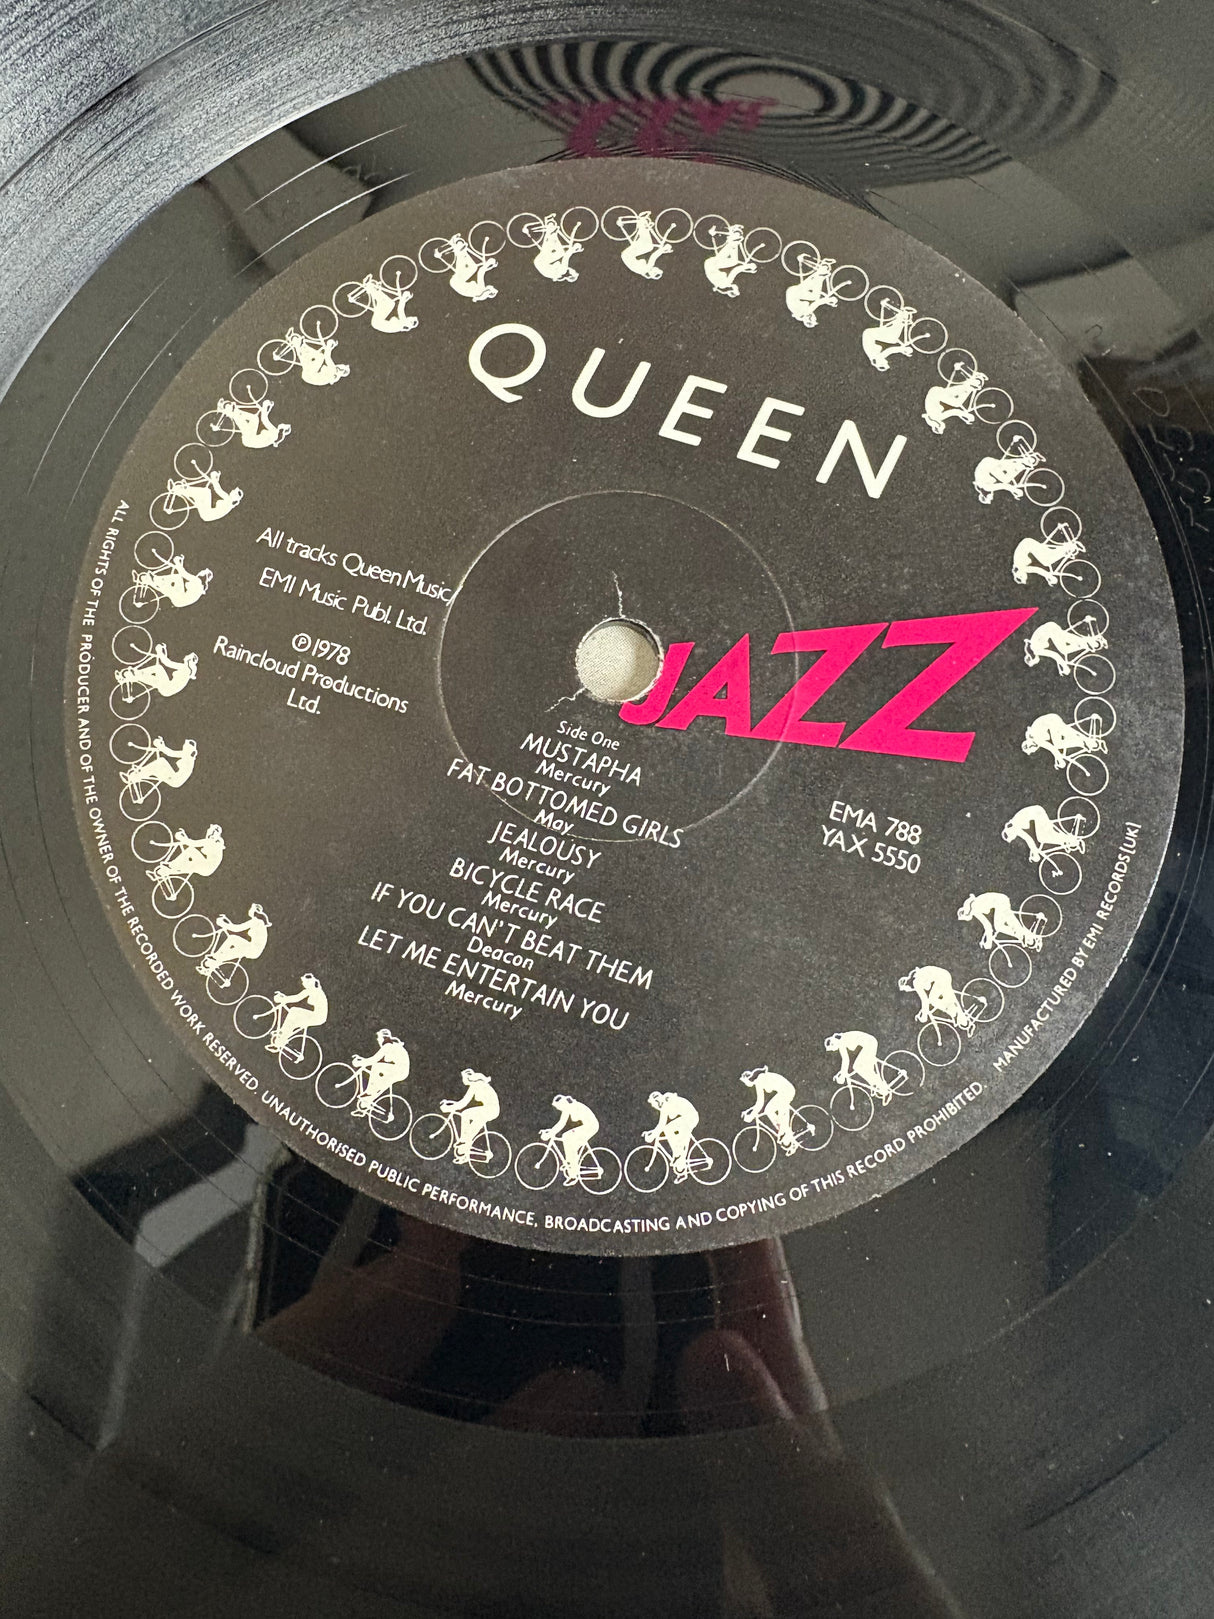 QUEEN
JAZZ
All tracks Queen Music
EMI Music Publ. Ltd.
℗1978
Raincloud Productions
Ltd.
EMA 788
YAX 5550
Side One
MUSTAPHA
Mercury
FAT BOTTOMED GIRLS
May
JEALOUSY
Mercury
BICYCLE RACE
Mercury
IF YOU CAN'T BEAT THEM
Deacon
LET ME ENTERTAIN YOU
Mercury
ALL RIGHTS OF THE PRODUCER AND OF THE OWNER OF THE RECORDED WORK RESERVED. UNAUTHORISED PUBLIC PERFORMANCE, BROADCASTING AND COPYING OF THIS RECORD PROHIBITED. MANUFACTURED BY EMI RECORDS[UK]